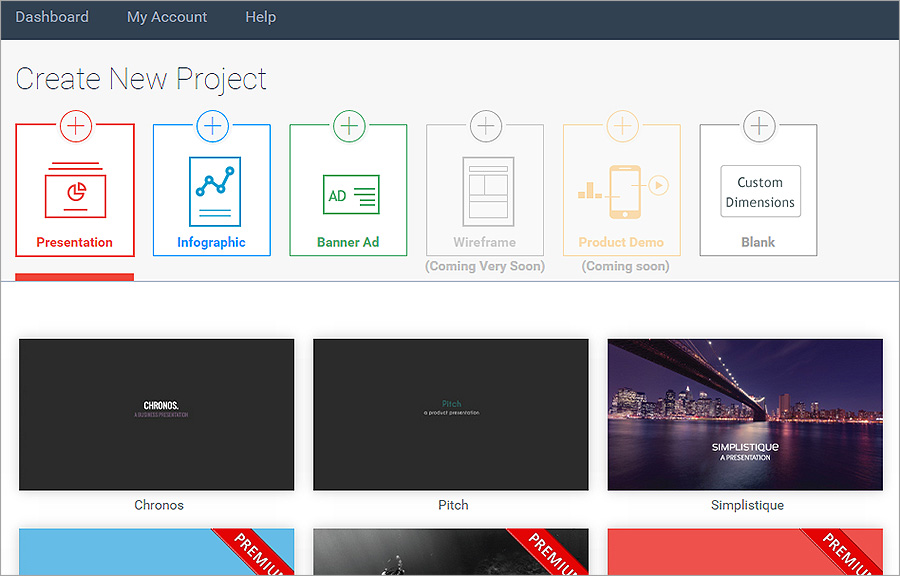 Dashboard My Account Help
Create New Project
AD
Custom
Dimensions
Presentation Infographic Banner Ad Wireframe Product Demo Blank
(Coming Very Soon) (Coming soon)
CHRONOS.
A BUSINESS PRESENTATION
Pitch
a product presentation
SIMPLISTIQUE
A PRESENTATION
Chronos Pitch Simplistique
PREMIUM PREMIUM PREMIUM